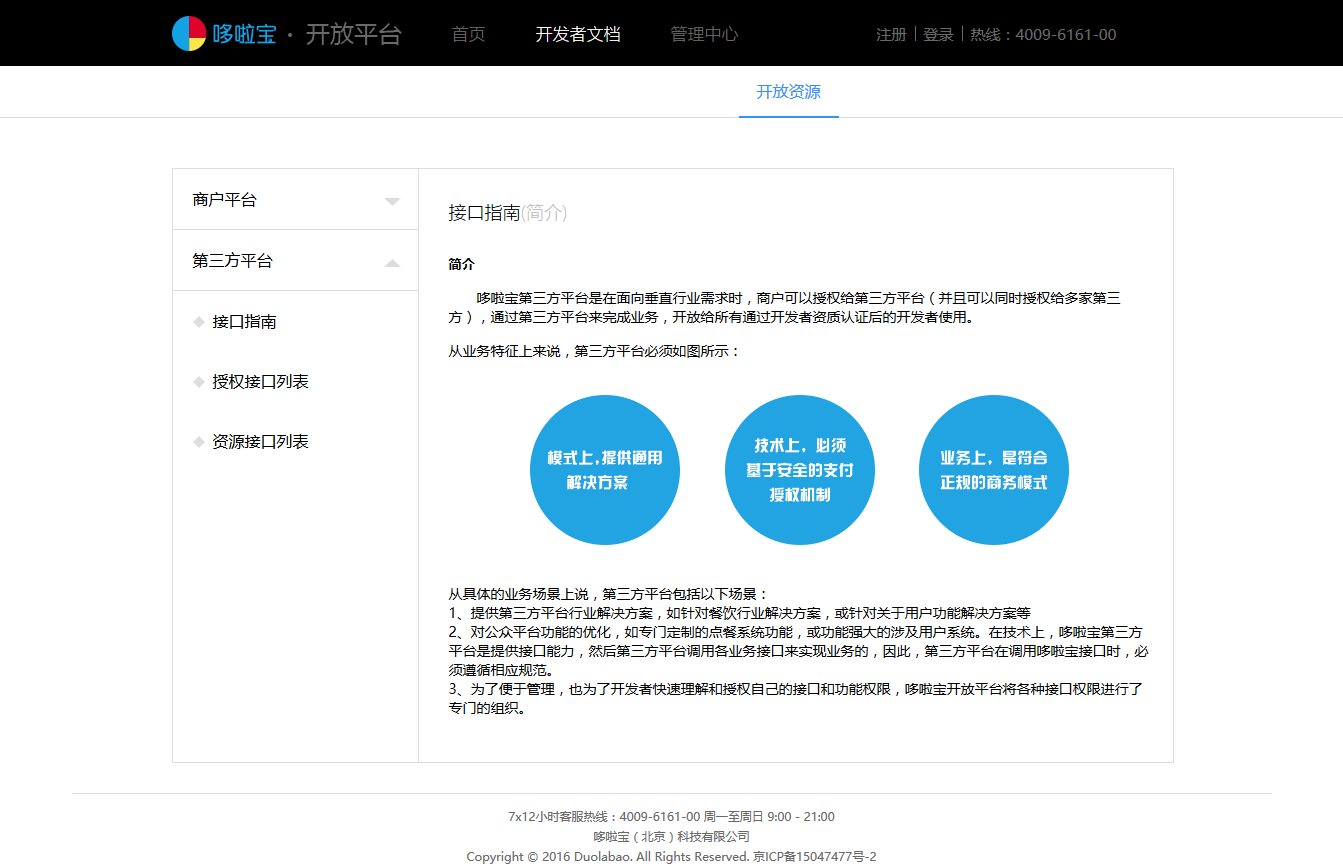 哆啦宝 · 开放平台 首页 开发者文档 管理中心 注册 | 登录 | 热线：4009-6161-00
开放资源
商户平台
第三方平台
接口指南
授权接口列表
资源接口列表
接口指南(简介)
简介
哆啦宝第三方平台是在面向垂直行业需求时，商户可以授权给第三方平台（并且可以同时授权给多家第三
方），通过第三方平台来完成业务，开放给所有通过开发者资质认证后的开发者使用。
从业务特征上来说，第三方平台必须如图所示：
模式上，提供通用
解决方案
技术上，必须
基于安全的支付
授权机制
业务上，是符合
正规的商务模式
从具体的业务场景上说，第三方平台包括以下场景：
1、提供第三方平台行业解决方案，如针对餐饮行业解决方案，或针对关于用户功能解决方案等
2、对公众平台功能的优化，如专门定制的点餐系统功能，或功能强大的涉及用户系统。在技术上，哆啦宝第三方
平台是提供接口能力，然后第三方平台调用各业务接口来实现业务的，因此，第三方平台在调用哆啦宝接口时，必
须遵循相应规范。
3、为了便于管理，也为了开发者快速理解和授权自己的接口和功能权限，哆啦宝开放平台将各种接口权限进行了
专门的组织。
7x12小时客服热线：4009-6161-00 周一至周日 9:00 - 21:00
哆啦宝（北京）科技有限公司
Copyright © 2016 Duolabao. All Rights Reserved. 京ICP备15047477号-2